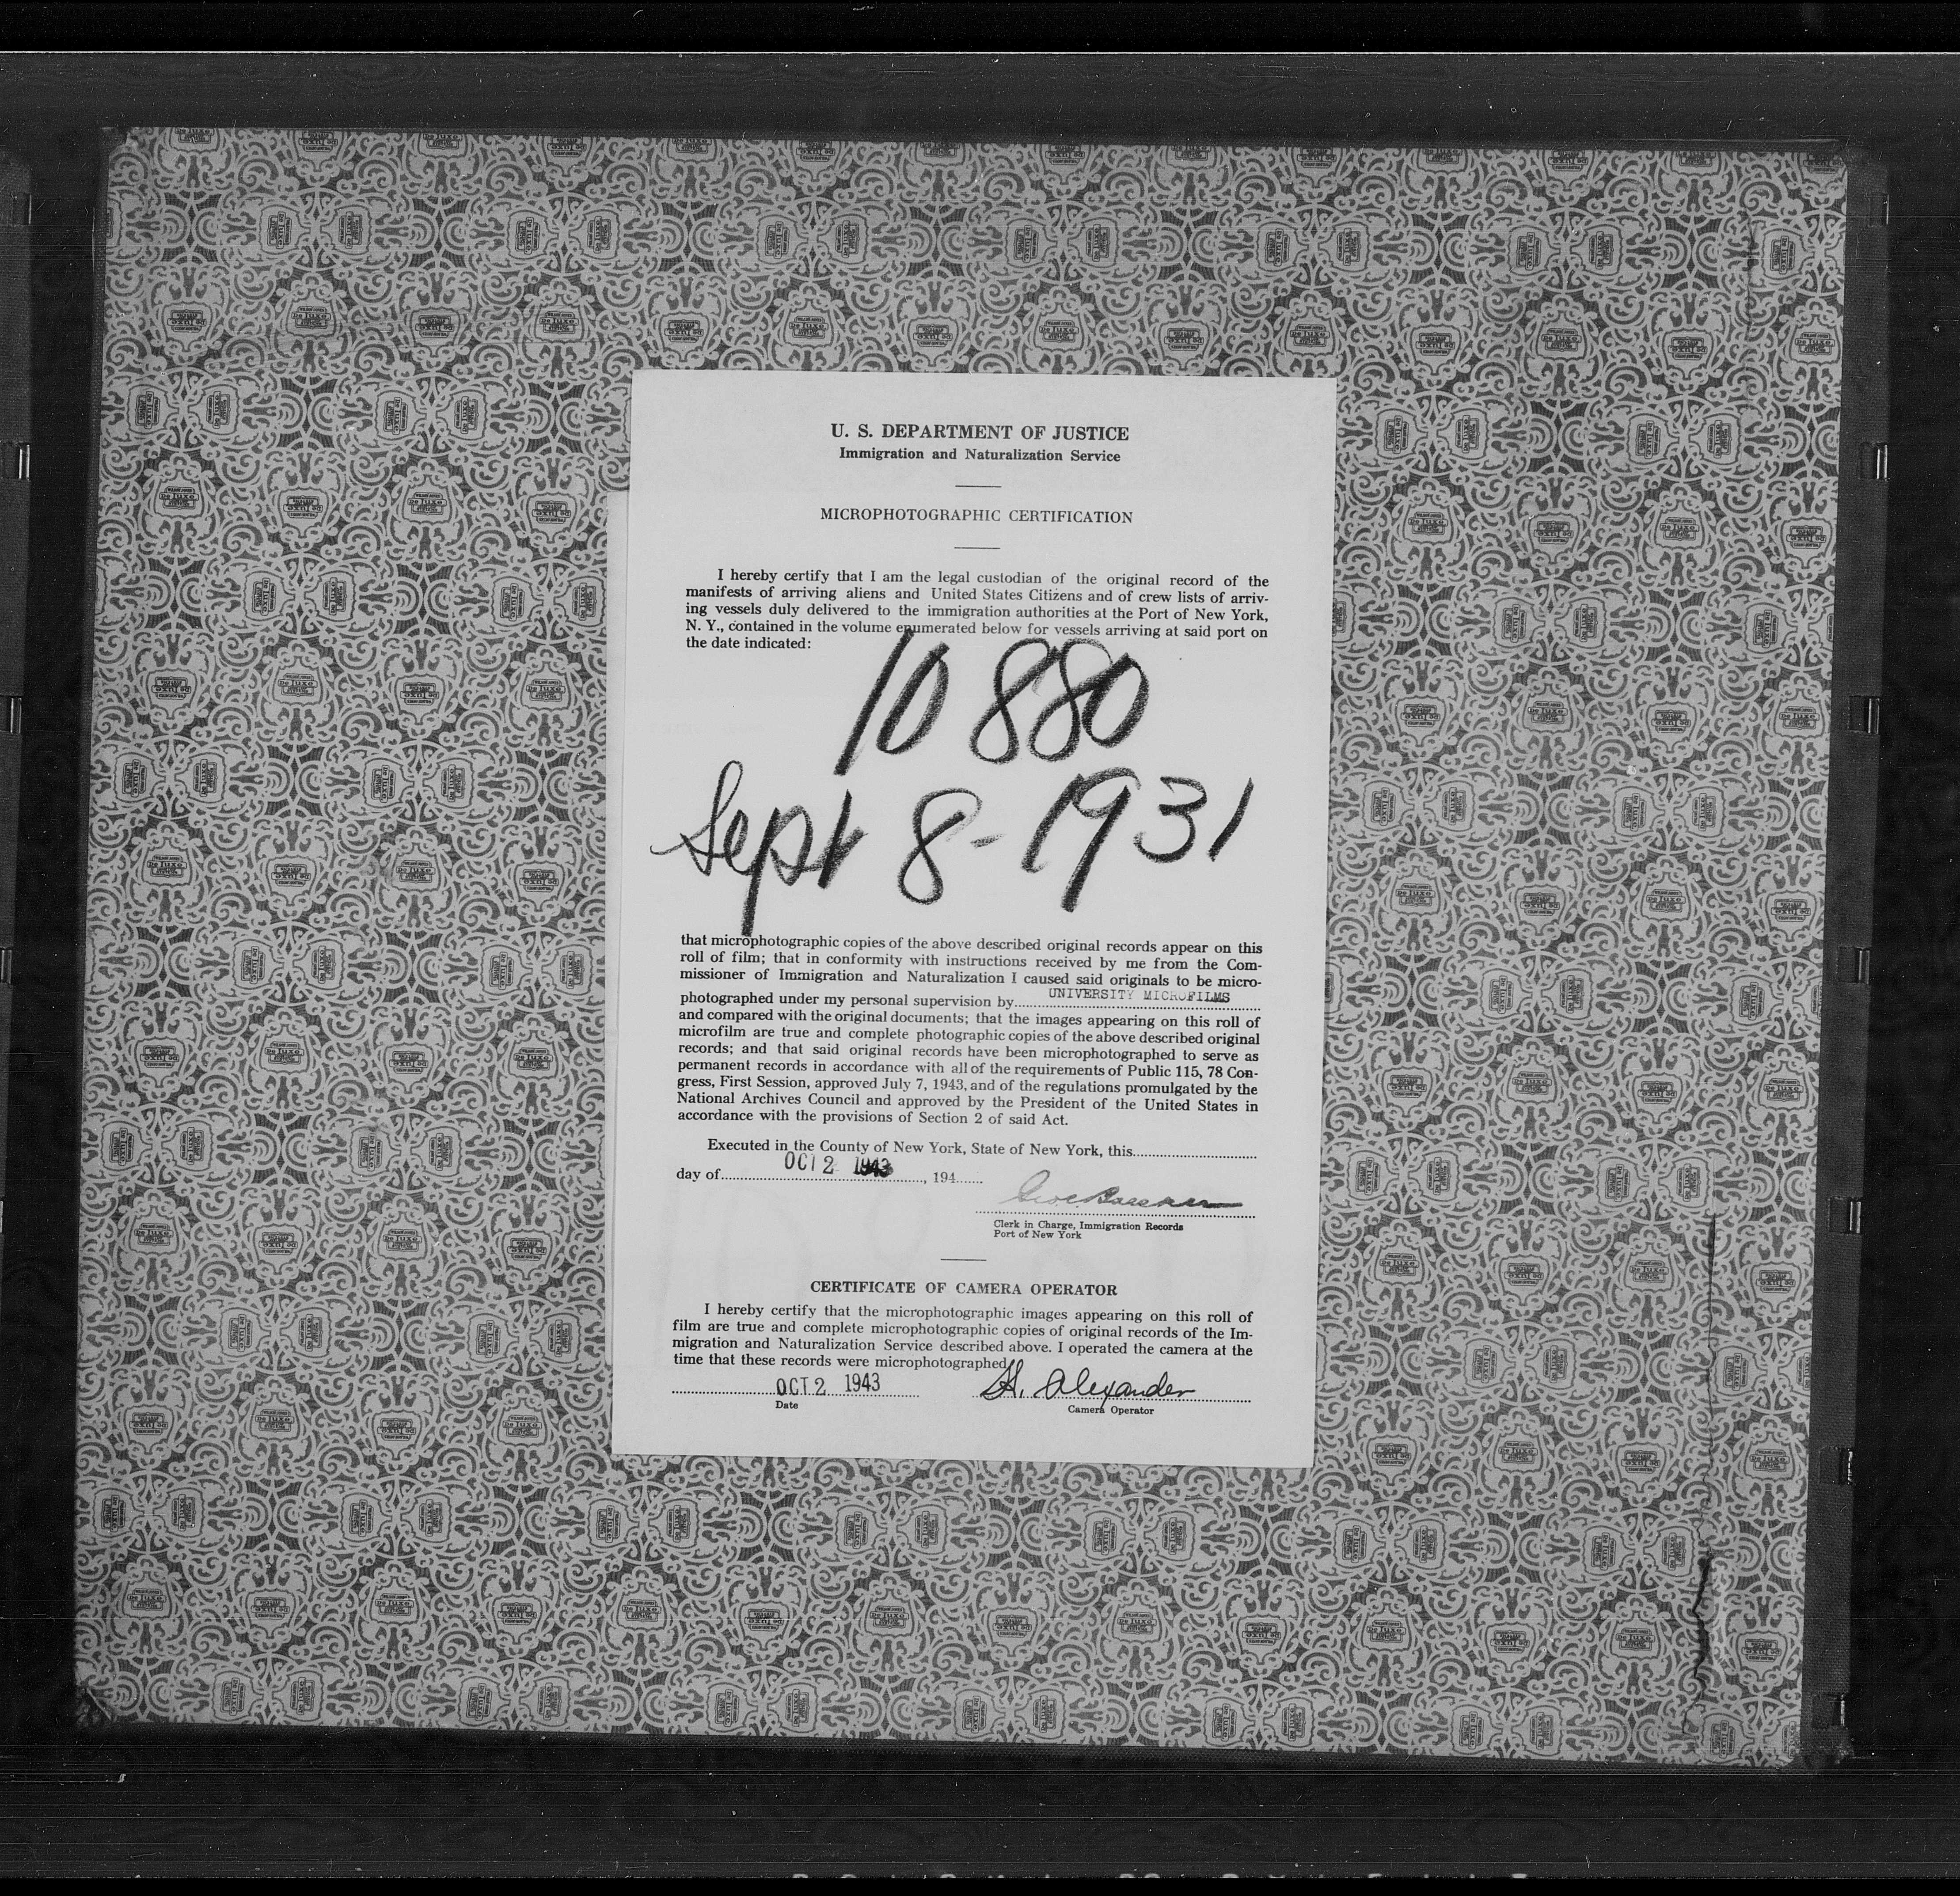 U. S. DEPARTMENT OF JUSTICE
Immigration and Naturalization Service
MICROPHOTOGRAPHIC CERTIFICATION
I hereby certify that I am the legal custodian of the original record of the
manifests of arriving aliens and United States Citizens and of crew lists of arriv-
ing vessels duly delivered to the immigration authorities at the Port of New York,
N. Y., contained in the volume enumerated below for vessels arriving at said port on
the date indicated:
10880
Sept 8-1931
that microphotographic copies of the above described original records appear on this
roll of film; that in conformity with instructions received by me from the Com-
missioner of Immigration and Naturalization I caused said originals to be micro-
photographed under my personal supervision by UNIVERSITY MICROFILMS
and compared with the original documents; that the images appearing on this roll of
microfilm are true and complete photographic copies of the above described original
records; and that said original records have been microphotographed to serve as
permanent records in accordance with all of the requirements of Public 115, 78 Con-
gress, First Session, approved July 7, 1943, and of the regulations promulgated by the
National Archives Council and approved by the President of the United States in
accordance with the provisions of Section 2 of said Act.
Executed in the County of New York, State of New York, this
day of OCT 2 1943, 194
Clerk in Charge, Immigration Records
Port of New York
CERTIFICATE OF CAMERA OPERATOR
I hereby certify that the microphotographic images appearing on this roll of
film are true and complete microphotographic copies of original records of the Im-
migration and Naturalization Service described above. I operated the camera at the
time that these records were microphotographed
OCT 2 1943 H. Alexander
Date Camera Operator